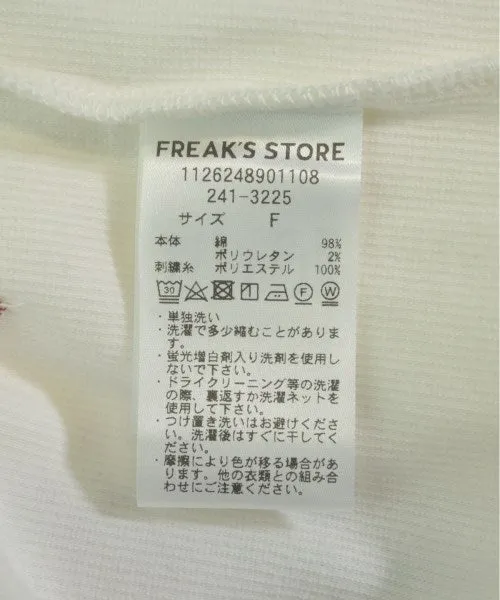 FREAK'S STORE
1126248901108
241-3225
サイズ F
本体 綿 98%
ポリウレタン 2%
刺繍糸 ポリエステル 100%
30 F W
・単独洗い
・洗濯で多少縮むことがありま
す。
・蛍光増白剤入り洗剤を使用し
ないで下さい。
・ドライクリーニング等の洗濯
の際、裏返すか洗濯ネットを
使用して下さい。
・つけ置き洗いはお避けくださ
い。洗濯後はすぐに干してく
ださい。
・摩擦により色が移る場合があ
ります。他の衣類との組み合
わせにご注意ください。